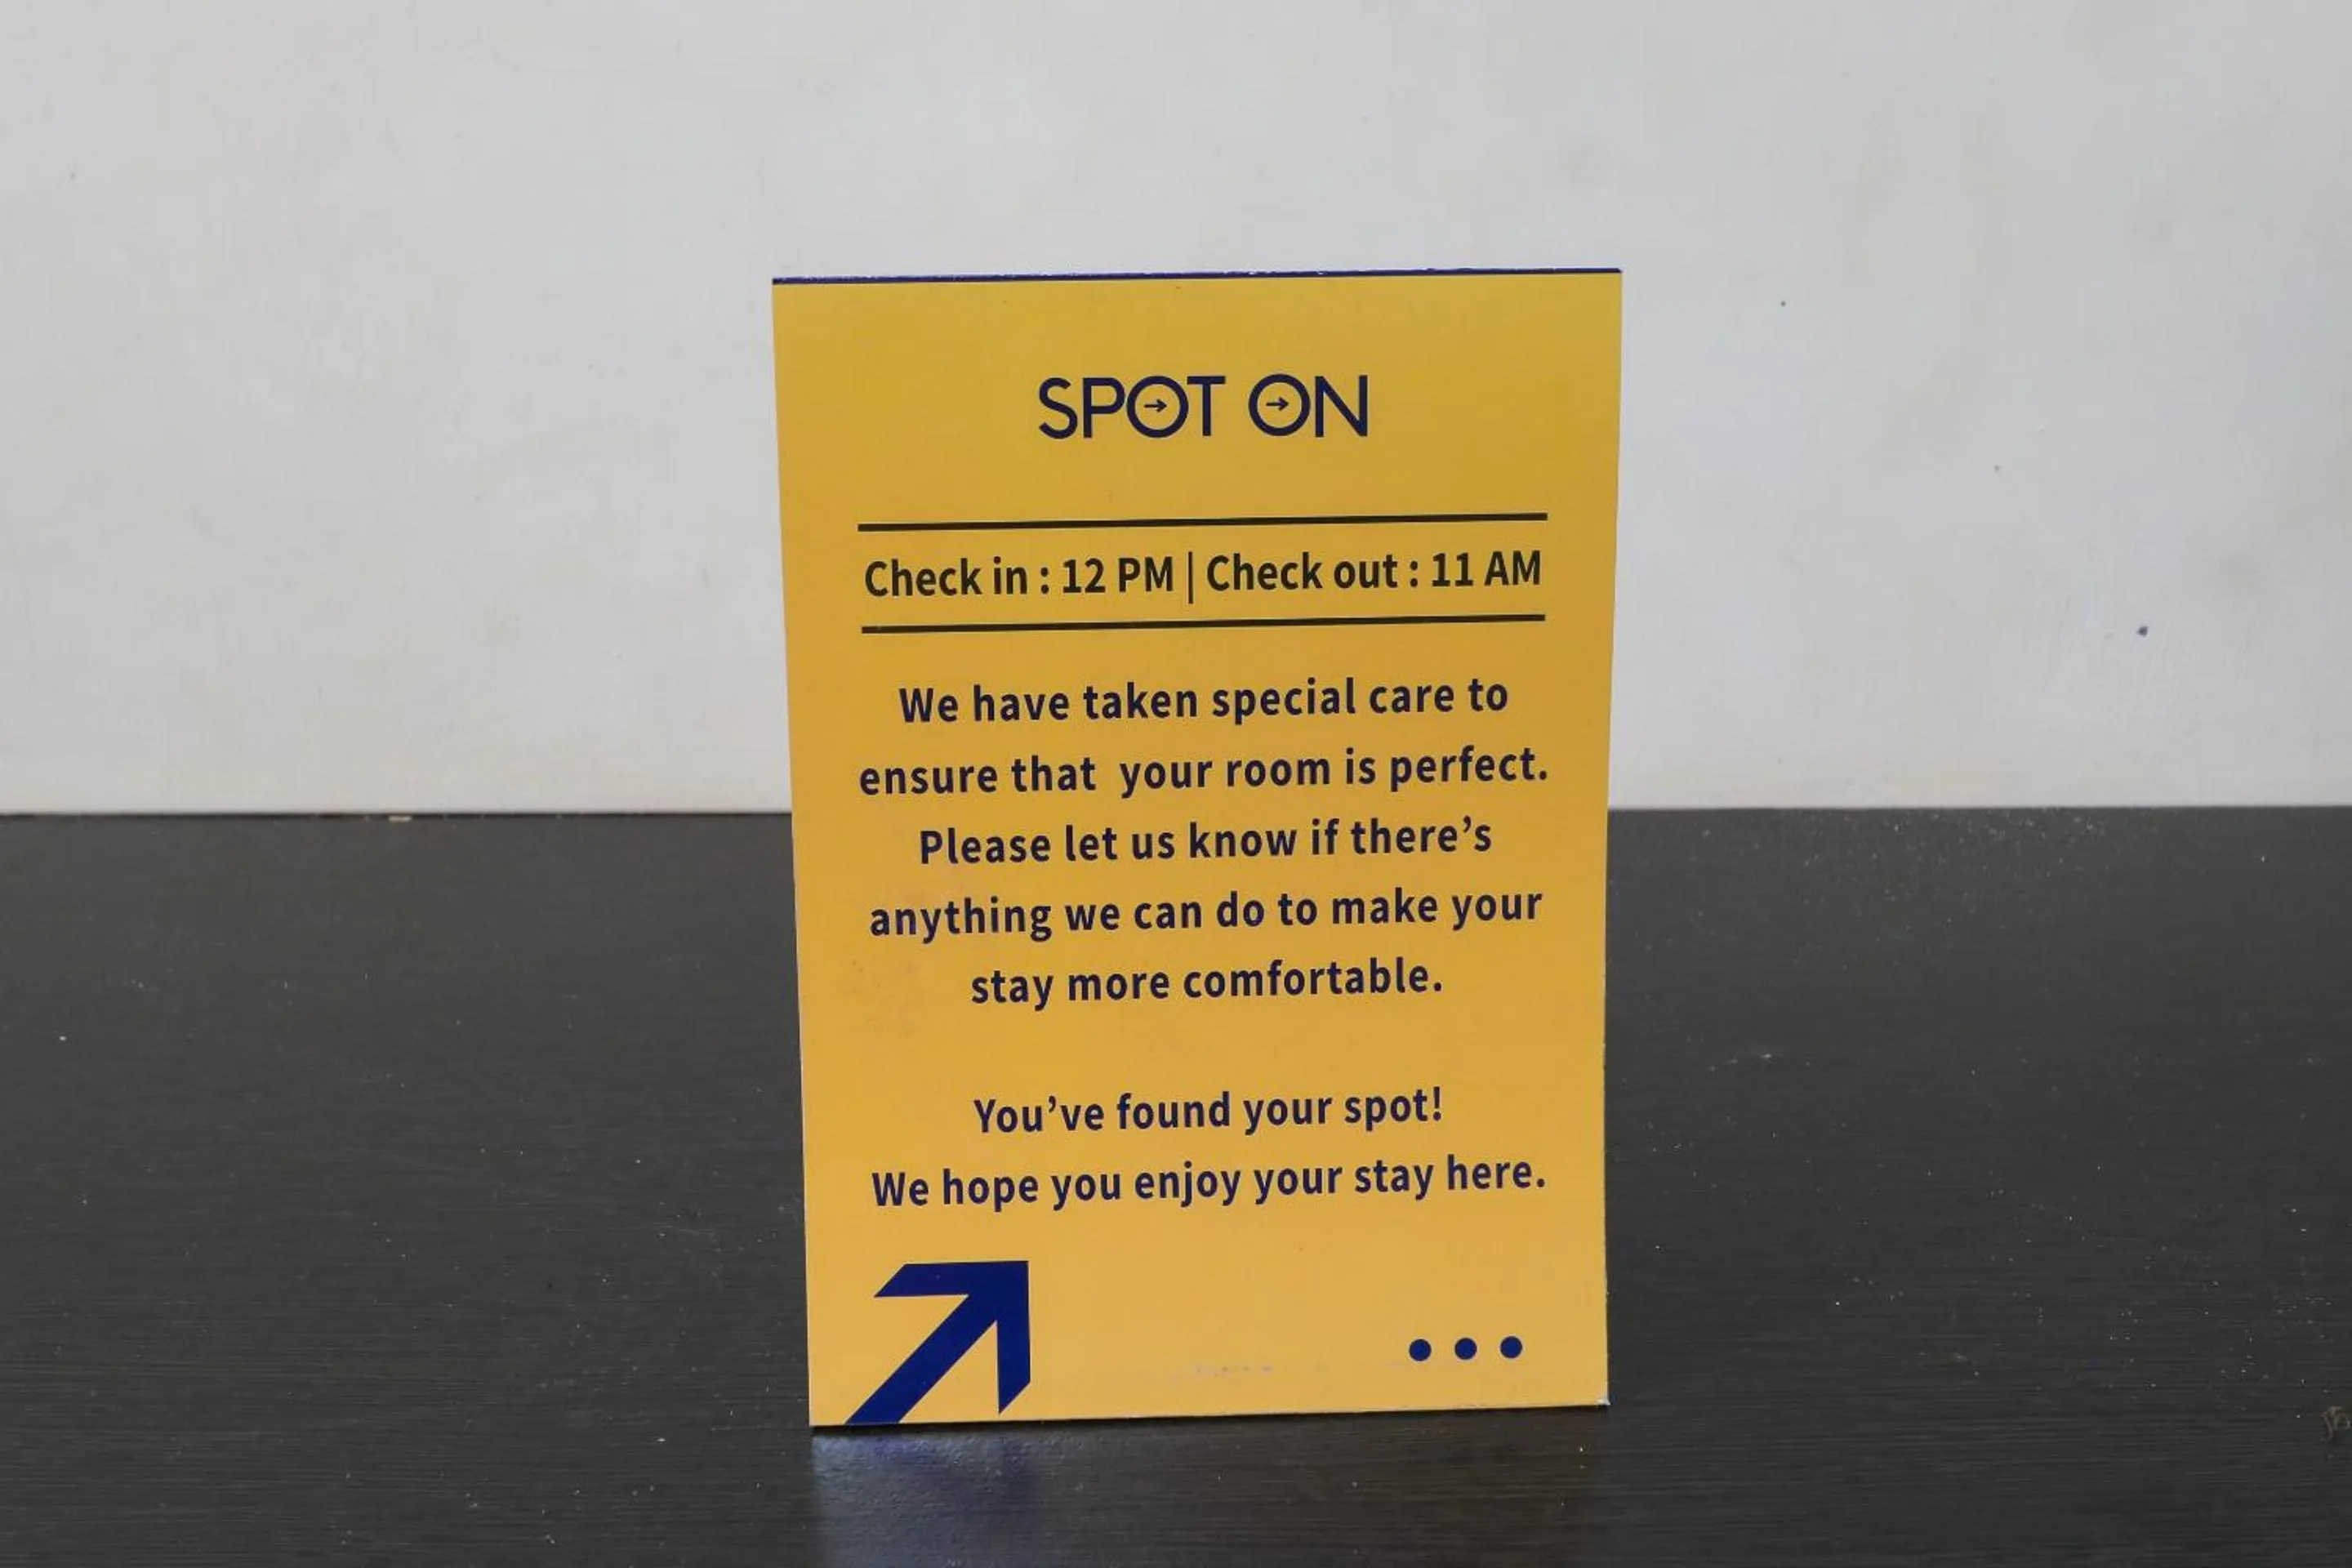 SPOT ON
Check in : 12 PM | Check out : 11 AM
We have taken special care to
ensure that  your room is perfect.
Please let us know if there’s
anything we can do to make your
stay more comfortable.
You’ve found your spot!
We hope you enjoy your stay here.